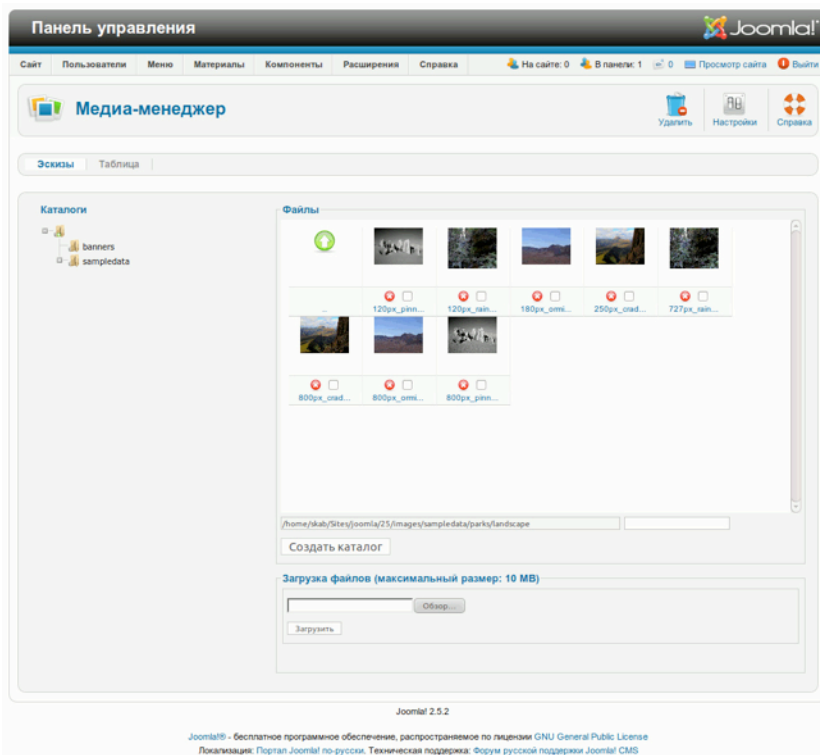 Панель управления
Joomla!
Сайт Пользователи Меню Материалы Компоненты Расширения Справка На сайте: 0 В панели: 1 0 Просмотр сайта Выйти
Медиа-менеджер
Удалить Настройки Справка
Эскизы Таблица
Каталоги
banners
sampledata
Файлы
..
120px_pinn... 120px_rain... 180px_ormi... 250px_crad... 727px_rain...
800px_crad... 800px_ormi... 800px_pinn...
/home/skab/Sites/joomla/25/images/sampledata/parks/landscape
Создать каталог
Загрузка файлов (максимальный размер: 10 MB)
Обзор...
Загрузить
Joomla! 2.5.2
Joomla!® - бесплатное программное обеспечение, распространяемое по лицензии GNU General Public License
Локализация: Портал Joomla! по-русски. Техническая поддержка: Форум русской поддержки Joomla! CMS